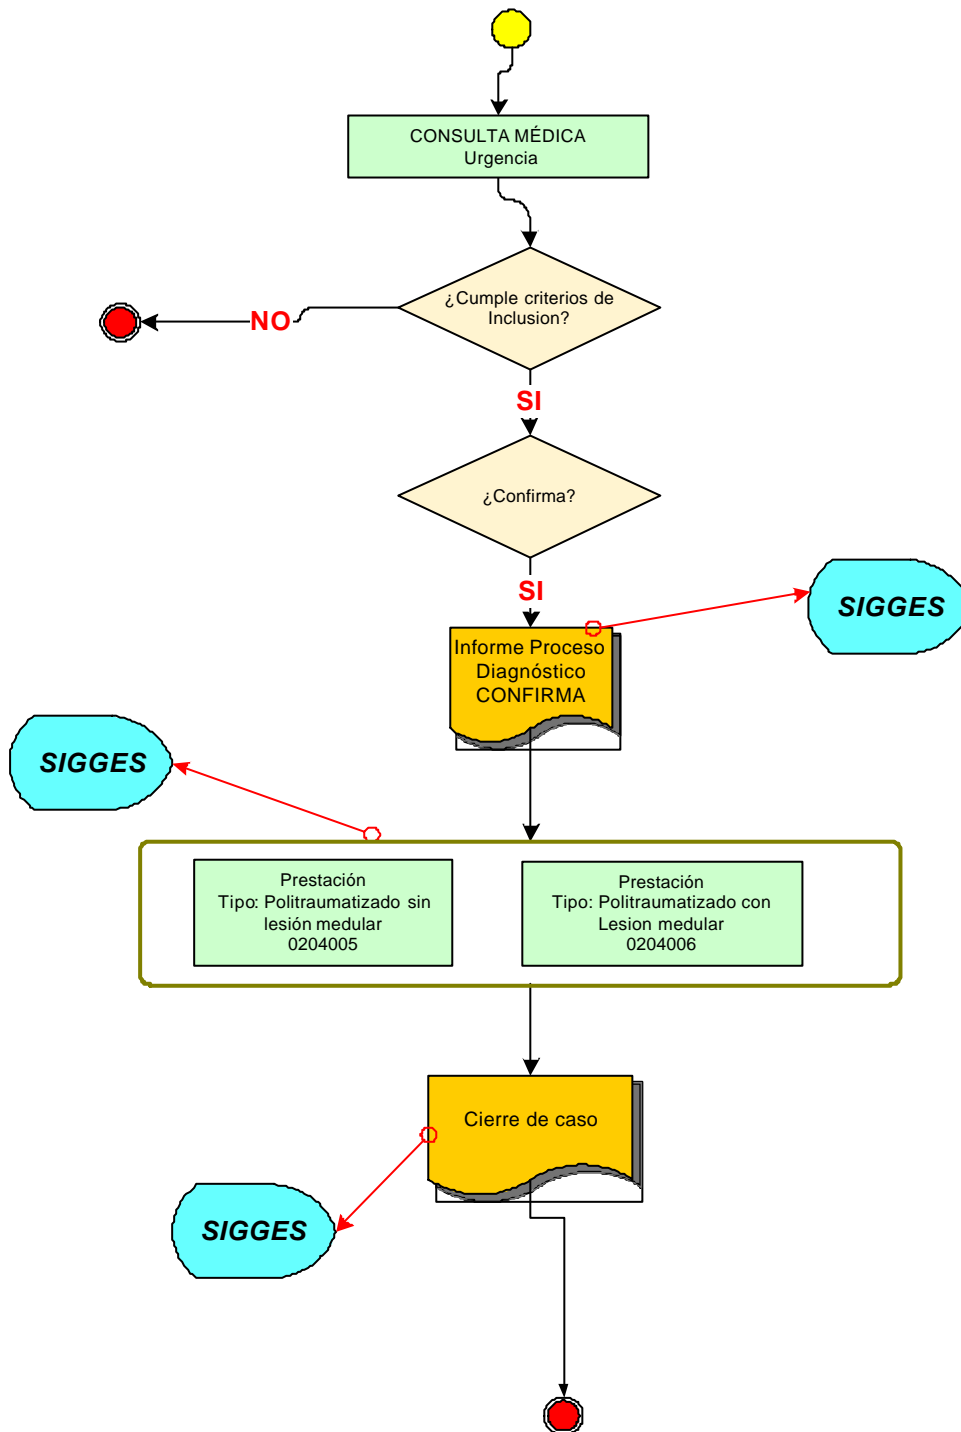 CONSULTA MÉDICA
Urgencia
¿Cumple criterios de
Inclusion?
NO
SI
¿Confirma?
SI
SIGGES
Informe Proceso
Diagnóstico
CONFIRMA
SIGGES
Prestación
Tipo: Politraumatizado sin
lesión medular
0204005
Prestación
Tipo: Politraumatizado con
Lesion medular
0204006
Cierre de caso
SIGGES